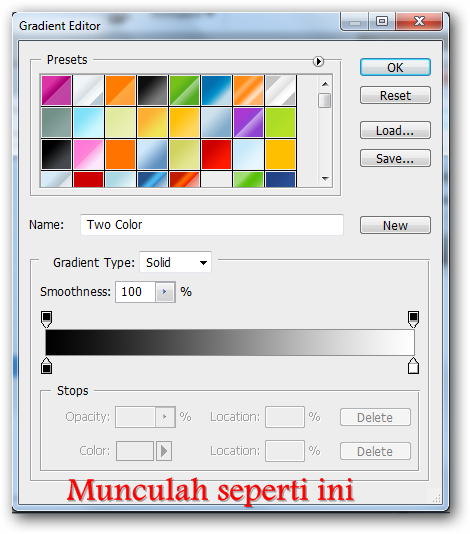 Gradient Editor
Presets
OK
Reset
Load...
Save...
Name: Two Color
New
Gradient Type: Solid
Smoothness: 100 %
Stops
Opacity: % Location: % Delete
Color: Location: % Delete
Munculah seperti ini